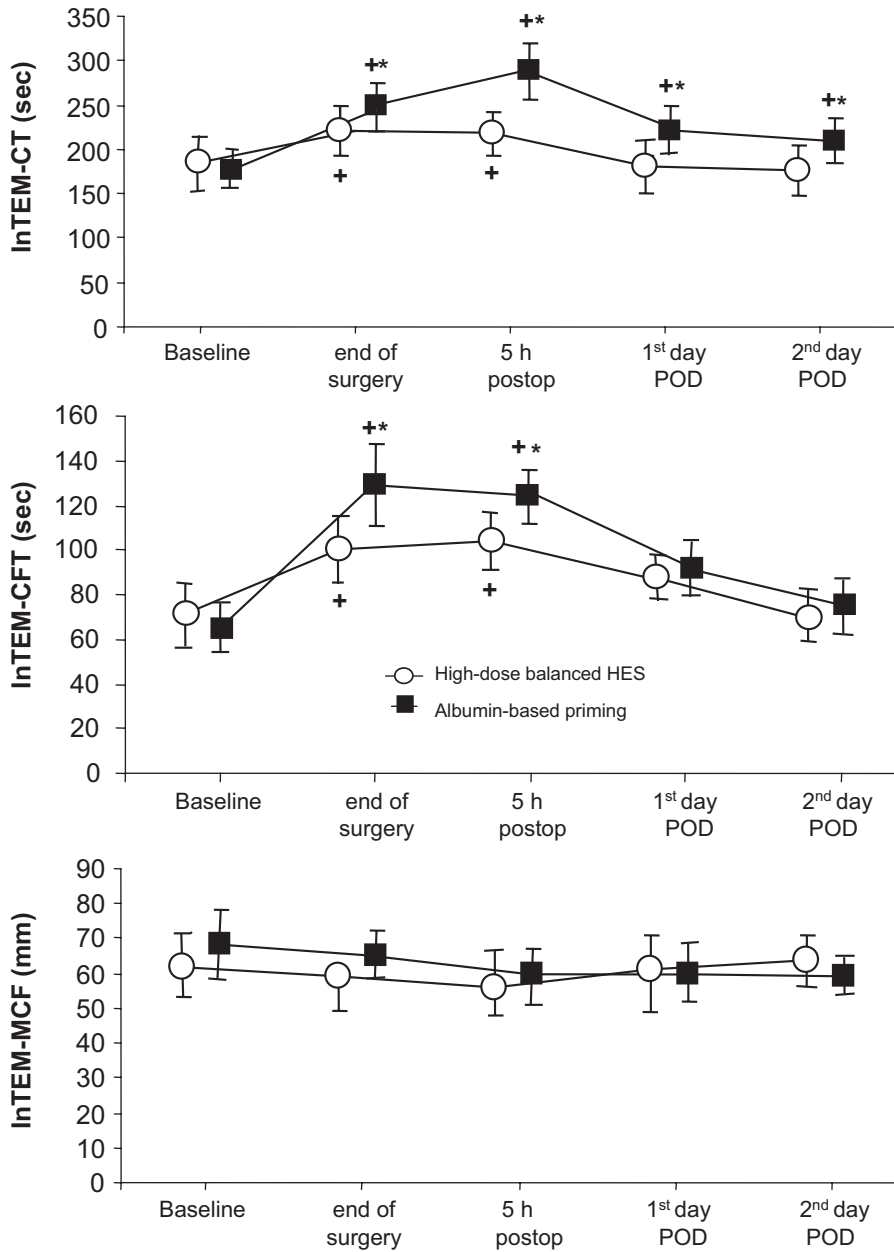 InTEM-CT (sec)
350
300
250
200
150
100
50
0
+*
+*
+*
+*
+
+
Baseline
end of
surgery
5 h
postop
1st day
POD
2nd day
POD
InTEM-CFT (sec)
160
140
120
100
80
60
40
20
0
+*
+*
+
+
High-dose balanced HES
Albumin-based priming
Baseline
end of
surgery
5 h
postop
1st day
POD
2nd day
POD
InTEM-MCF (mm)
90
80
70
60
50
40
30
20
10
0
Baseline
end of
surgery
5 h
postop
1st day
POD
2nd day
POD